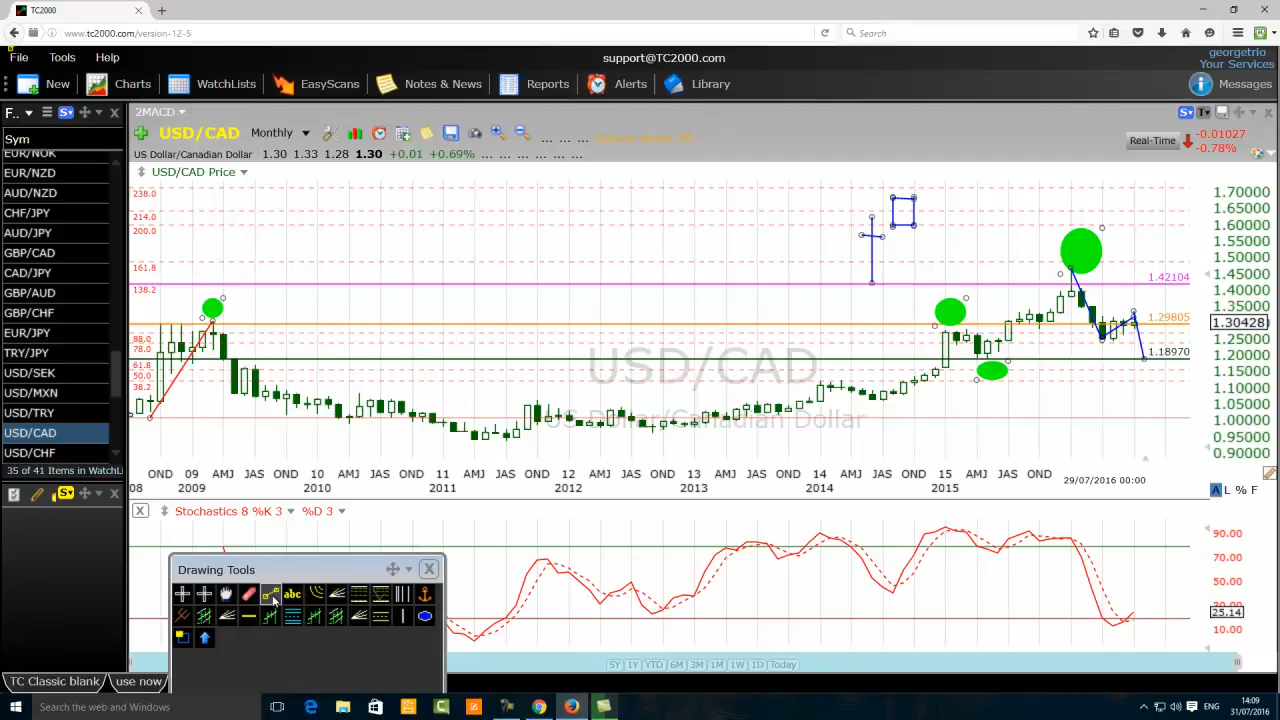 TC2000
www.tc2000.com/version-12-5
Search
File Tools Help
support@TC2000.com
georgetrio
Your Services
New Charts WatchLists EasyScans Notes & News Reports Alerts Library Messages
F..
Sym
EUR/NOK
EUR/NZD
AUD/NZD
CHF/JPY
AUD/JPY
GBP/CAD
CAD/JPY
GBP/AUD
GBP/CHF
EUR/JPY
TRY/JPY
USD/SEK
USD/MXN
USD/TRY
USD/CAD
USD/CHF
35 of 41 Items in WatchLi
2MACD
USD/CAD Monthly
Real-Time
-0.01027
-0.78%
US Dollar/Canadian Dollar 1.30 1.33 1.28 1.30 +0.01 +0.69%
USD/CAD Price
238.0
214.0
200.0
161.8
138.2
88.0
78.0
61.8
50.0
38.2
1.42104
1.29805
1.18970
USD/CAD
US Dollar/Canadian Dollar
1.70000
1.65000
1.60000
1.55000
1.50000
1.45000
1.40000
1.35000
1.30428
1.25000
1.20000
1.15000
1.10000
1.05000
1.00000
0.95000
0.90000
OND 09 AMJ JAS OND 10 AMJ JAS OND 11 AMJ JAS OND 12 AMJ JAS OND 13 AMJ JAS OND 14 AMJ JAS OND 15 AMJ JAS OND
08 2009 2010 2011 2012 2013 2014 2015
29/07/2016 00:00
A L % F
X Stochastics 8 %K 3 %D 3
90.00
70.00
50.00
30.00
25.14
10.00
Drawing Tools
abc
5Y 1Y YTD 6M 3M 1M 1W 1D Today
TC Classic blank use now
Search the web and Windows
ENG
14:09
31/07/2016